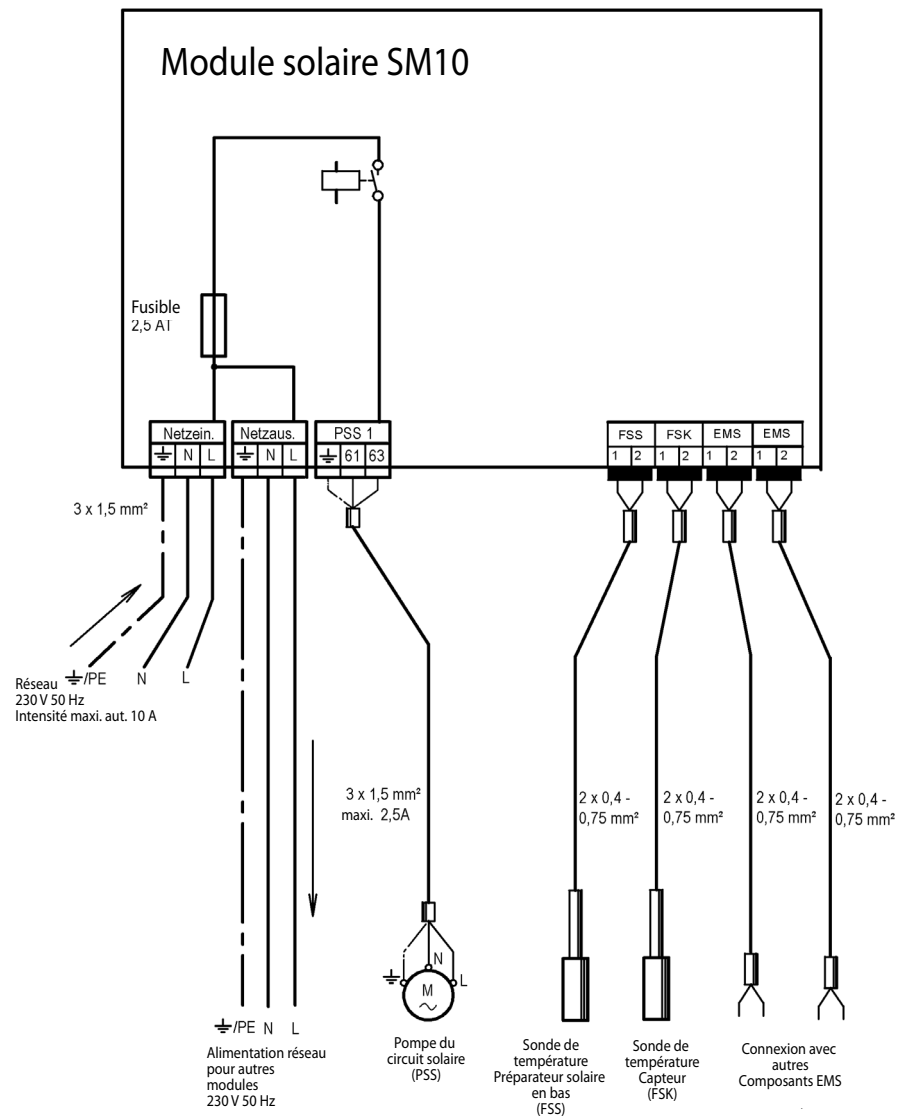 Module solaire SM10
Fusible
2,5 AT
Netzein. Netzaus. PSS 1
N L N L 61 63
FSS FSK EMS EMS
1 2 1 2 1 2 1 2
3 x 1,5 mm²
Réseau
230 V 50 Hz
Intensité maxi. aut. 10 A
/PE N L
3 x 1,5 mm²
maxi. 2,5A
2 x 0,4 -
0,75 mm²
2 x 0,4 -
0,75 mm²
2 x 0,4 -
0,75 mm²
2 x 0,4 -
0,75 mm²
N
L
M
/PE N L
Alimentation réseau
pour autres
modules
230 V 50 Hz
Pompe du
circuit solaire
(PSS)
Sonde de
température
Préparateur solaire
en bas
(FSS)
Sonde de
température
Capteur
(FSK)
Connexion avec
autres
Composants EMS